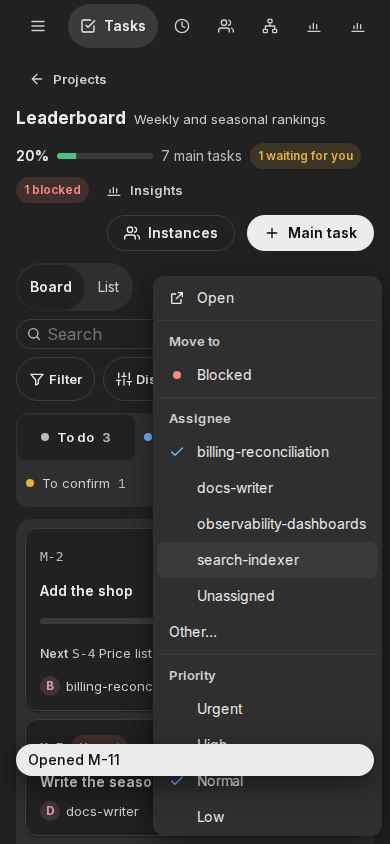 Tasks
Projects
Leaderboard Weekly and seasonal rankings
20% 7 main tasks 1 waiting for you
1 blocked Insights
Instances Main task
Board List
Search
Filter Dis
To do 3
To confirm 1
M-2
Add the shop
Next S-4 Price list
B billing-reconc
Write the seaso
D docs-writer
Open
Move to
Blocked
Assignee
billing-reconciliation
docs-writer
observability-dashboards
search-indexer
Unassigned
Other...
Priority
Urgent
High
Opened M-11
Normal
Low